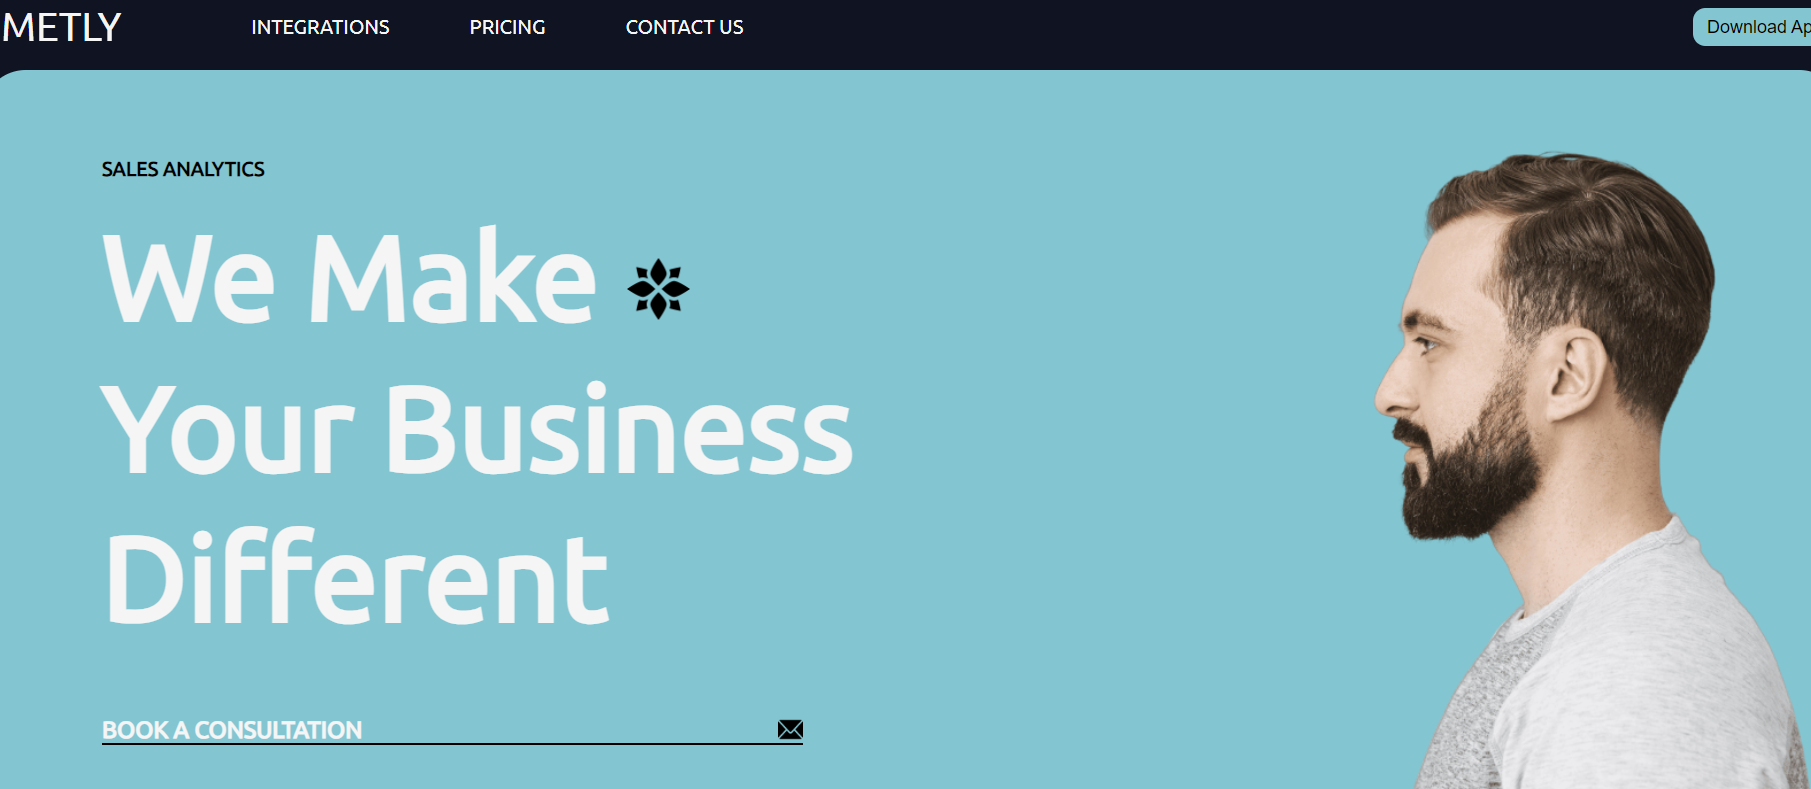 METLY
INTEGRATIONS
PRICING
CONTACT US
Download Ap
SALES ANALYTICS
We Make
Your Business
Different
BOOK A CONSULTATION